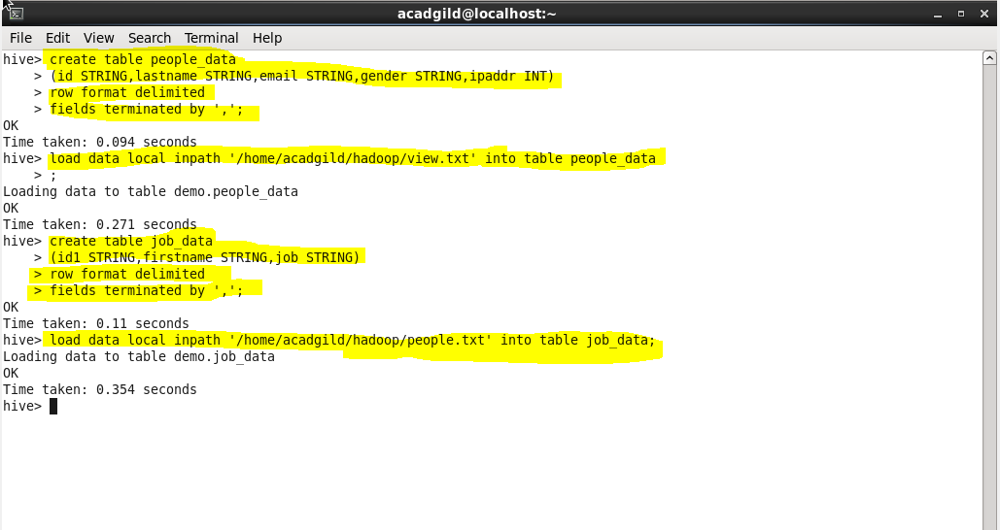 acadgild@localhost:~
File Edit View Search Terminal Help
hive> create table people_data
    > (id STRING,lastname STRING,email STRING,gender STRING,ipaddr INT)
    > row format delimited
    > fields terminated by ',';
OK
Time taken: 0.094 seconds
hive> load data local inpath '/home/acadgild/hadoop/view.txt' into table people_data
    > ;
Loading data to table demo.people_data
OK
Time taken: 0.271 seconds
hive> create table job_data
    > (id1 STRING,firstname STRING,job STRING)
    > row format delimited
    > fields terminated by ',';
OK
Time taken: 0.11 seconds
hive> load data local inpath '/home/acadgild/hadoop/people.txt' into table job_data;
Loading data to table demo.job_data
OK
Time taken: 0.354 seconds
hive>